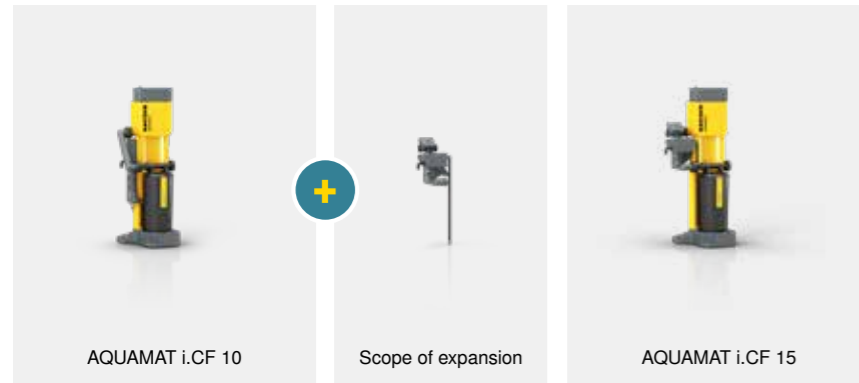 AQUAMAT i.CF 10
+
Scope of expansion
AQUAMAT i.CF 15